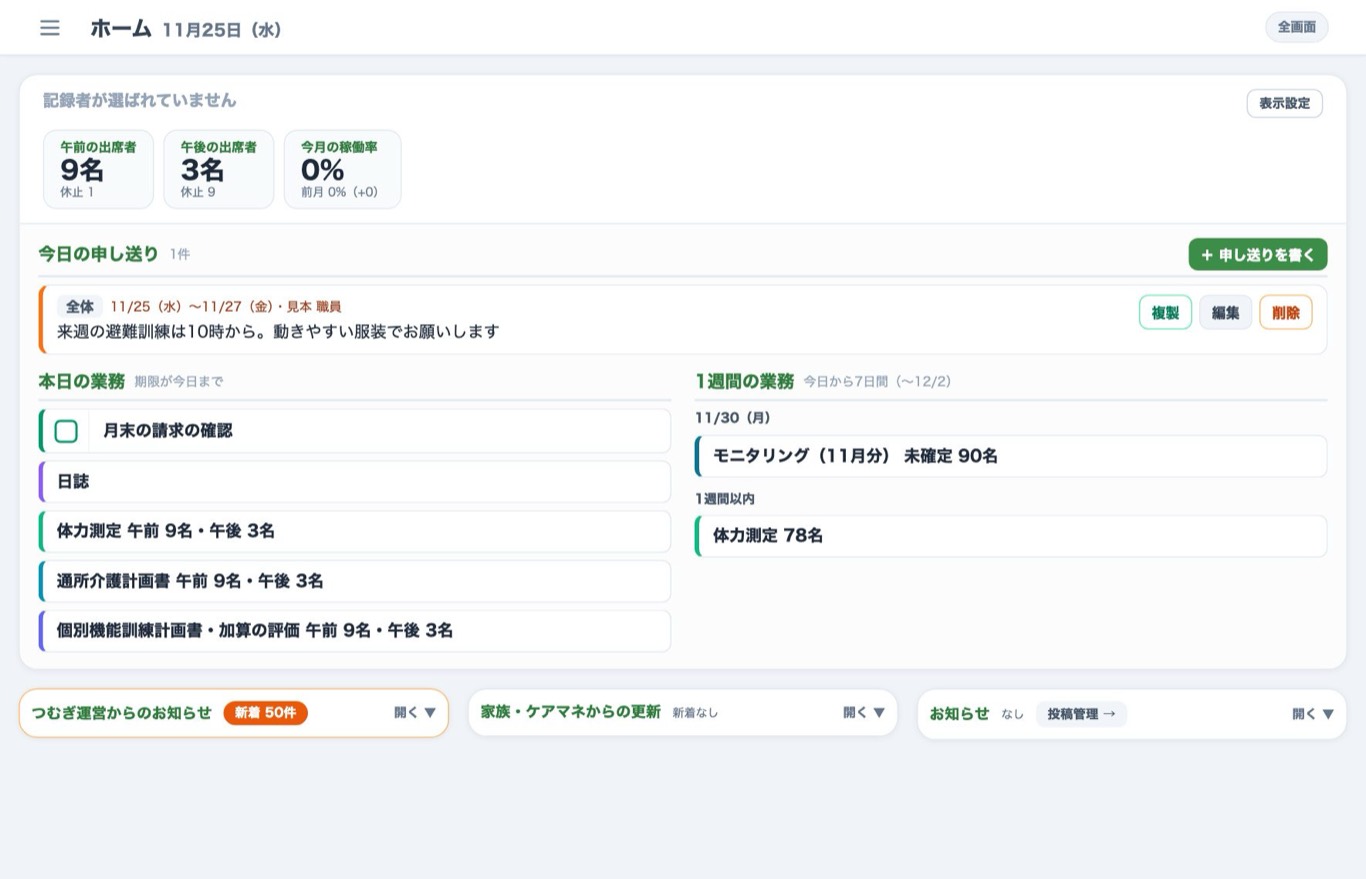 ホーム 11月25日（水）
全画面
記録者が選ばれていません
表示設定
午前の出席者
9名
休止 1
午後の出席者
3名
休止 9
今月の稼働率
0%
前月 0%（+0）
今日の申し送り 1件
+ 申し送りを書く
全体 11/25（水）〜11/27（金）・見本 職員
来週の避難訓練は10時から。動きやすい服装でお願いします
複製 編集 削除
本日の業務 期限が今日まで
月末の請求の確認
日誌
体力測定 午前 9名・午後 3名
通所介護計画書 午前 9名・午後 3名
個別機能訓練計画書・加算の評価 午前 9名・午後 3名
1週間の業務 今日から7日間（〜12/2）
11/30（月）
モニタリング（11月分） 未確定 90名
1週間以内
体力測定 78名
つむぎ運営からのお知らせ 新着 50件 開く ▼
家族・ケアマネからの更新 新着なし 開く ▼
お知らせ なし 投稿管理 → 開く ▼